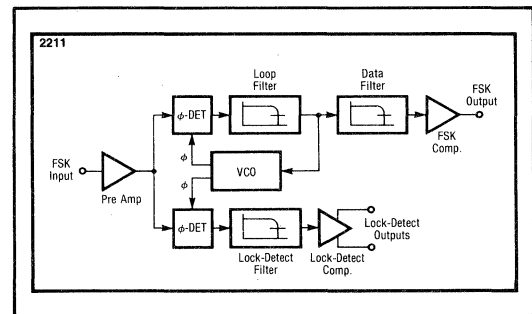 2211
Loop
Filter
Data
Filter
FSK
Output
ϕ-DET
FSK
Comp.
ϕ
FSK
Input
VCO
Pre Amp
ϕ
ϕ-DET
Lock-Detect
Outputs
Lock-Detect
Filter
Lock-Detect
Comp.